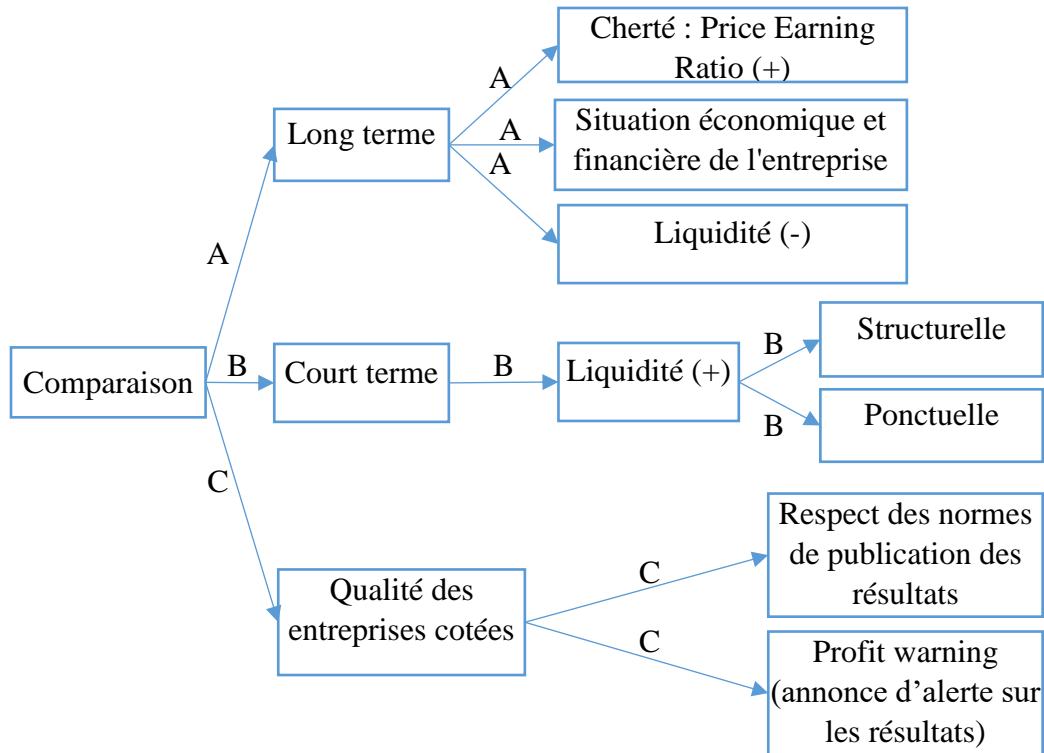 Cherté : Price Earning
Ratio (+)
A
Long terme
A
Situation économique et
financière de l'entreprise
A
Liquidité (-)
A
Structurelle
B
Comparaison
B
Court terme
B
Liquidité (+)
B
Ponctuelle
C
Respect des normes
de publication des
résultats
C
Qualité des
entreprises cotées
C
Profit warning
(annonce d’alerte sur
les résultats)